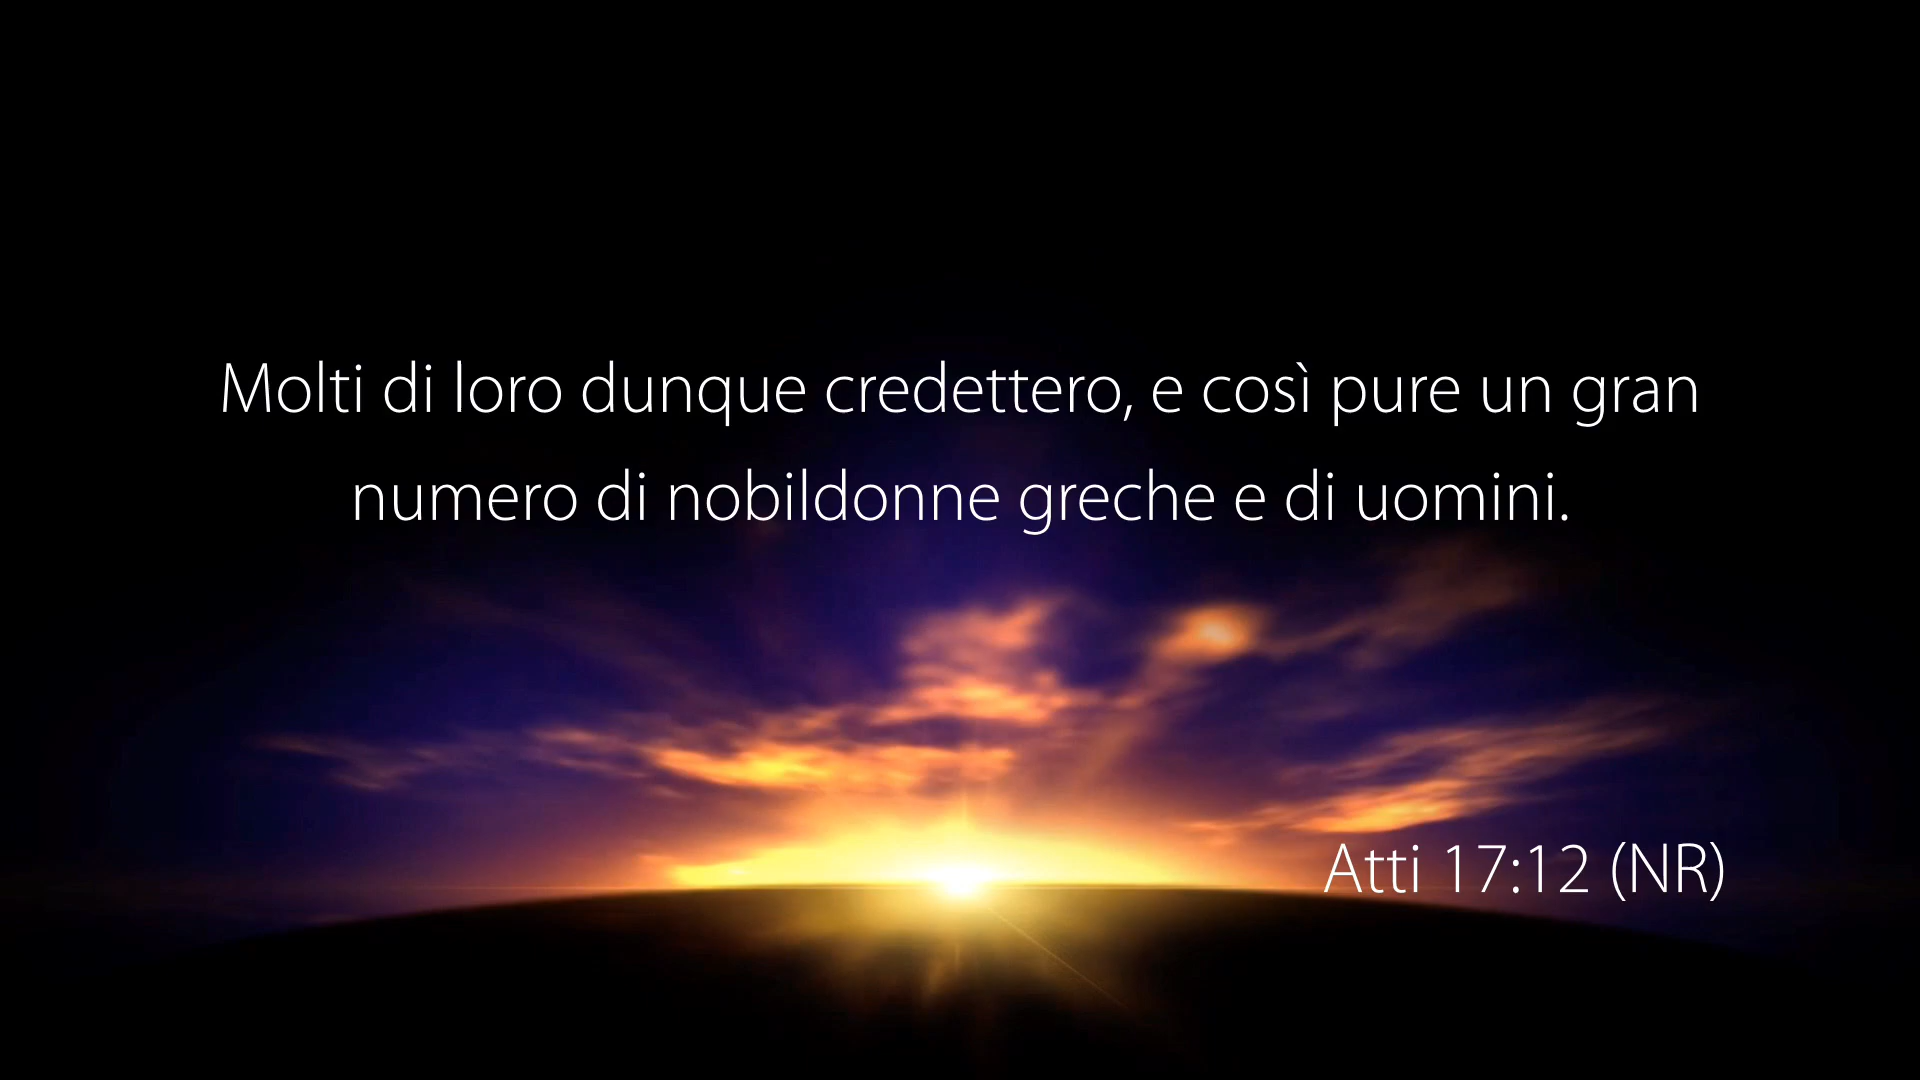 Molti di loro dunque credettero, e così pure un gran
numero di nobildonne greche e di uomini.
Atti 17:12 (NR)